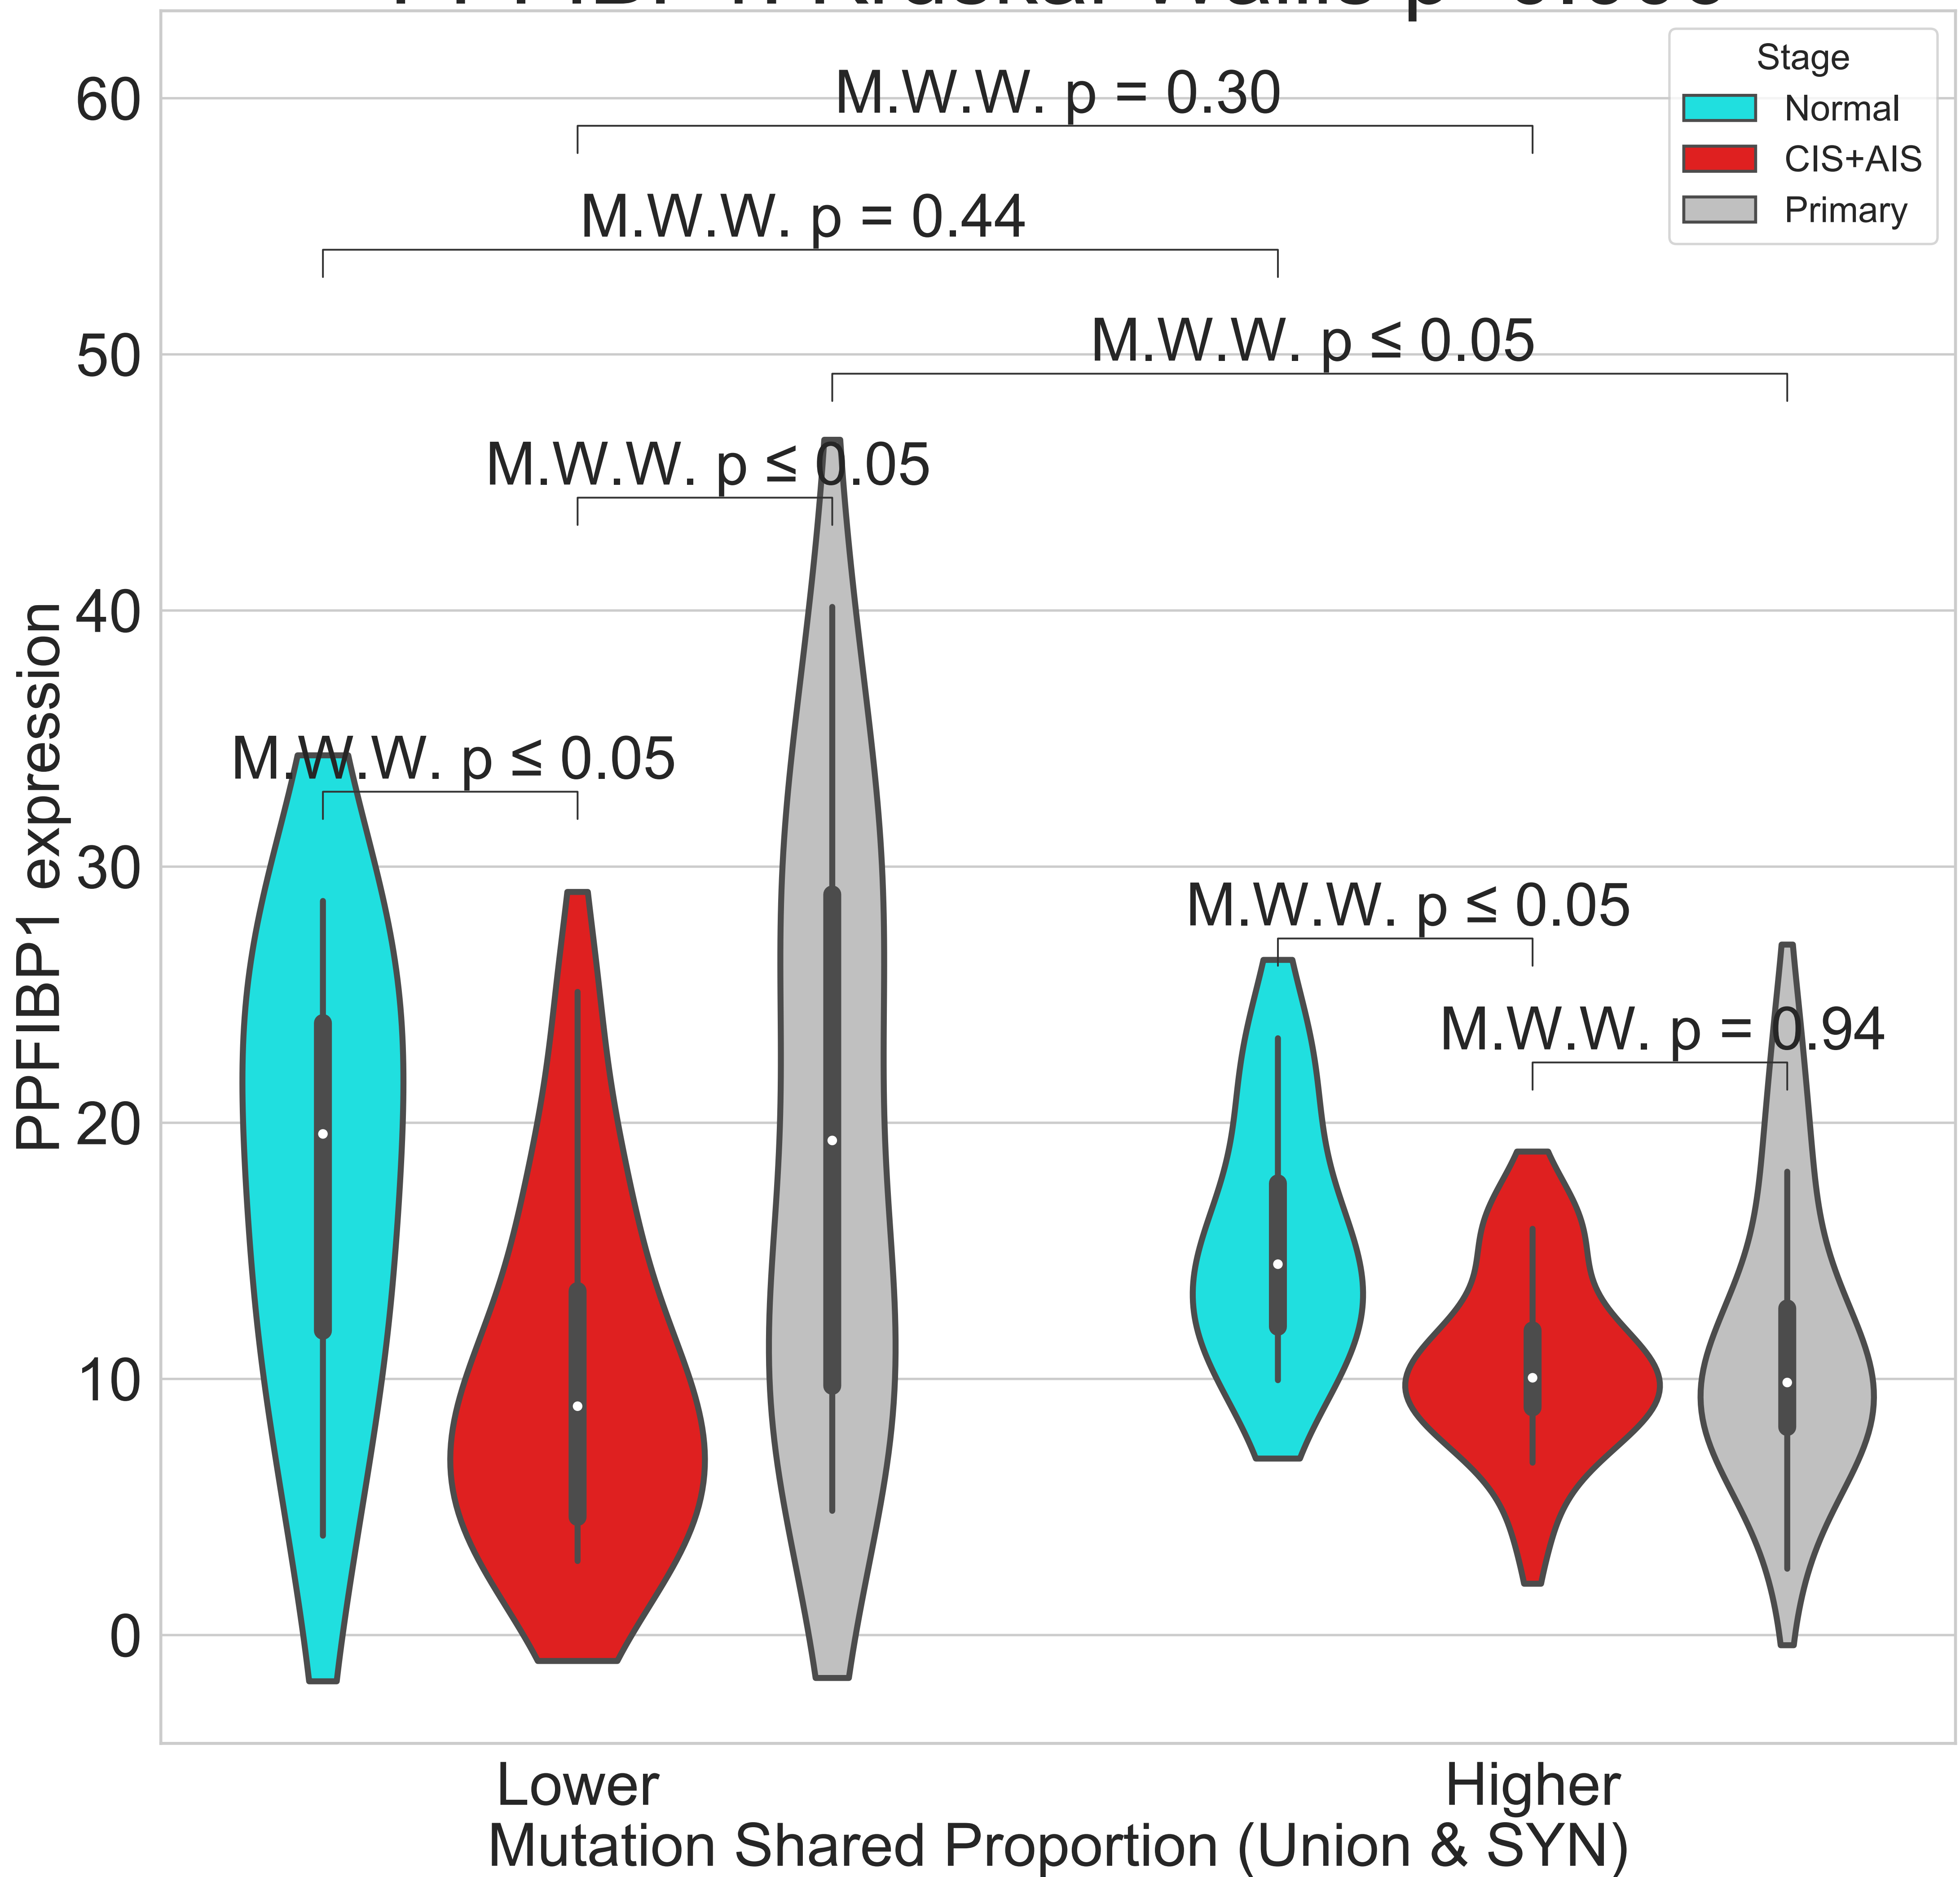 60
50
40
30
20
10
0
PPFIBP1 expression
M.W.W. p = 0.30
M.W.W. p = 0.44
M.W.W. p ≤ 0.05
M.W.W. p ≤ 0.05
M.W.W. p ≤ 0.05
M.W.W. p ≤ 0.05
M.W.W. p = 0.94
Stage
Normal
CIS+AIS
Primary
Lower
Higher
Mutation Shared Proportion (Union & SYN)